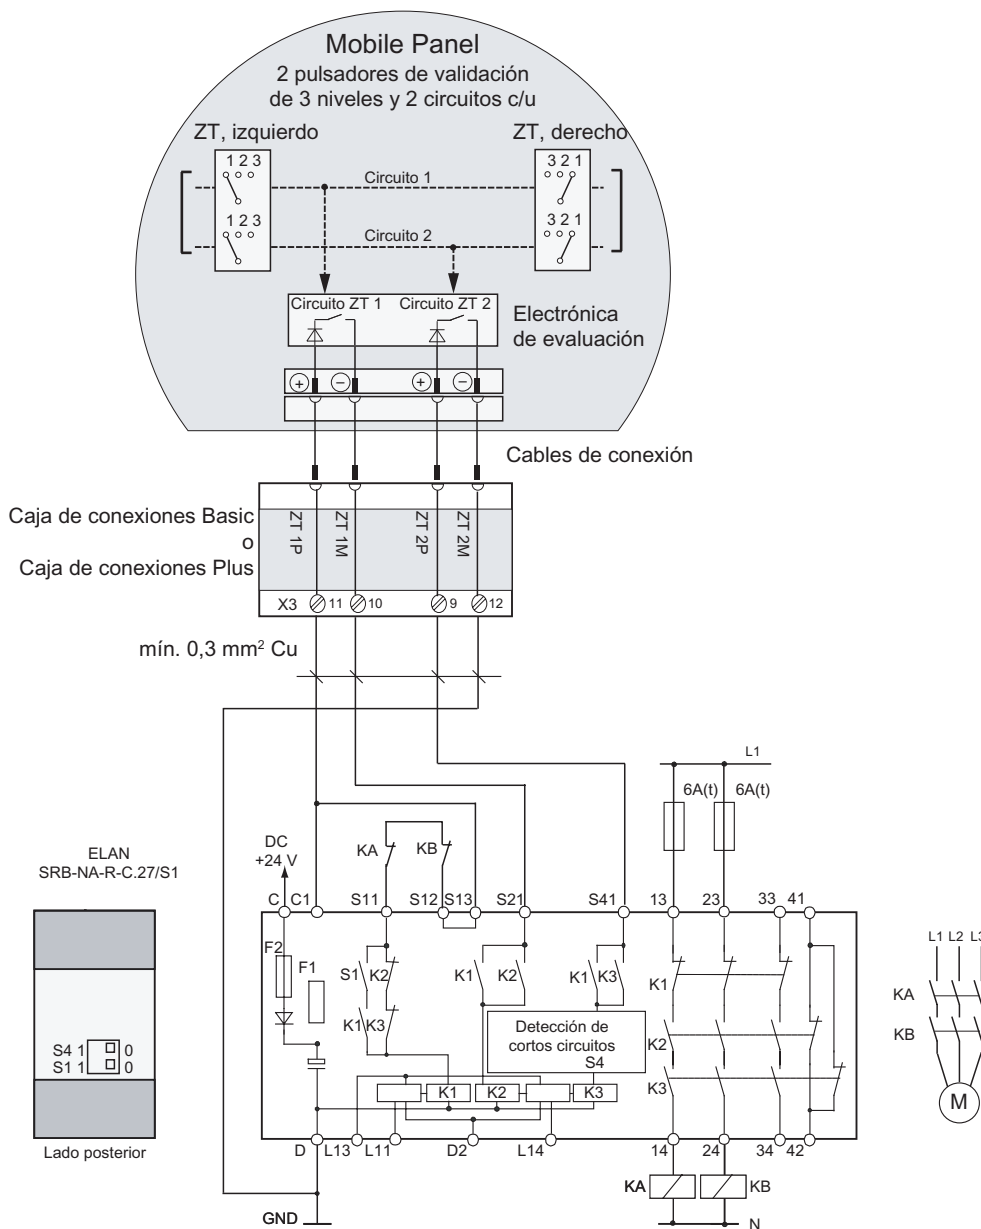 Mobile Panel
2 pulsadores de validación
de 3 niveles y 2 circuitos c/u
ZT, izquierdo
ZT, derecho
1 2 3
3 2 1
Circuito 1
1 2 3
3 2 1
Circuito 2
Circuito ZT 1
Circuito ZT 2
Electrónica
de evaluación
+ − + −
Cables de conexión
Caja de conexiones Basic
o
Caja de conexiones Plus
ZT 1P
ZT 1M
ZT 2P
ZT 2M
X3 11 10 9 12
mín. 0,3 mm² Cu
L1
6A(t) 6A(t)
DC
+24 V
KA KB
ELAN
SRB-NA-R-C.27/S1
C C1 S11 S12 S13 S21 S41 13 23 33 41
F2
F1
S1 K2 K1 K2 K1 K3 K1
K1 K3
Detección de
cortos circuitos
S4
K2
K1 K2 K3
K3
S4 1 0
S1 1 0
Lado posterior
L1 L2 L3
KA
KB
M
D L13 L11 D2 L14 14 24 34 42
KA KB
GND
N